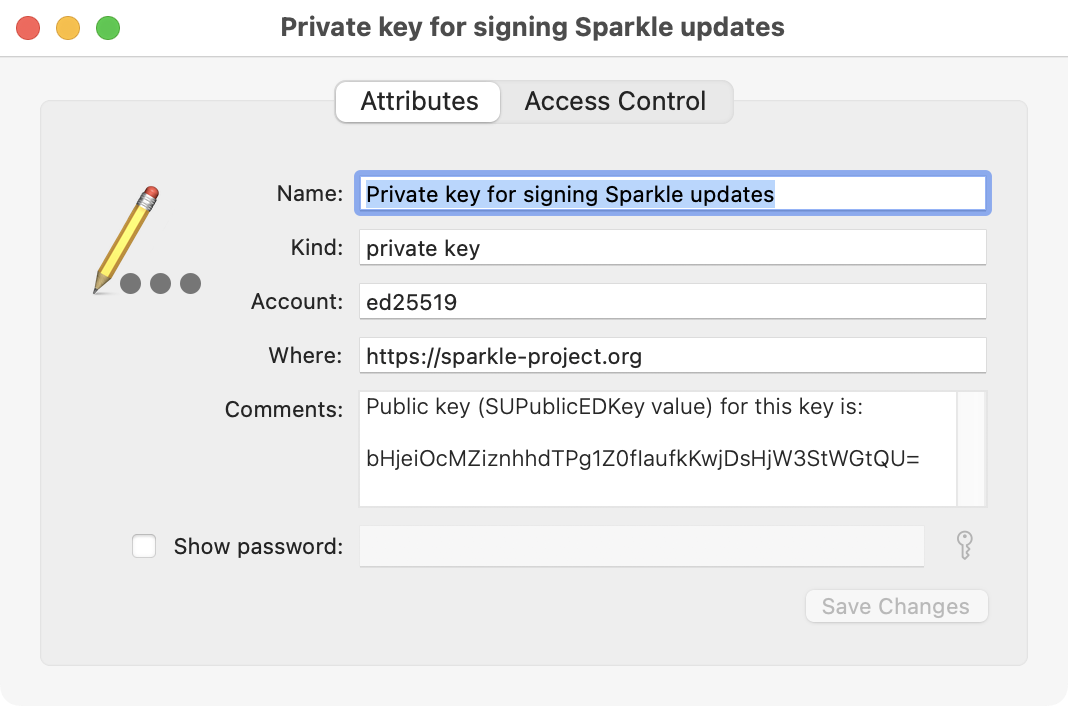 Private key for signing Sparkle updates
Attributes Access Control
Name: Private key for signing Sparkle updates
Kind: private key
Account: ed25519
Where: https://sparkle-project.org
Comments: Public key (SUPublicEDKey value) for this key is:
bHjeiOcMZiznhhdTPg1Z0fIaufkKwjDsHjW3StWGtQU=
Show password:
Save Changes